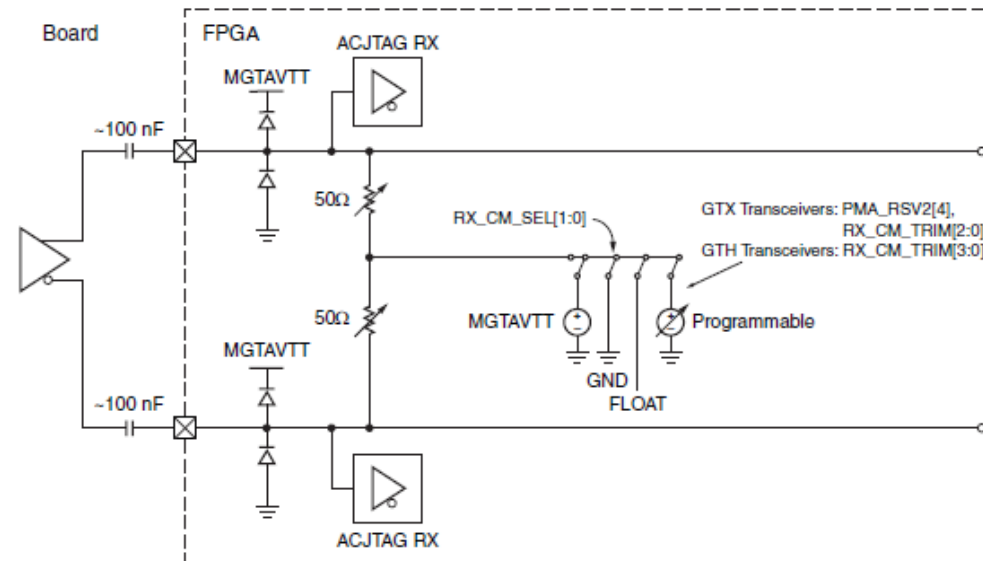 Board
FPGA
ACJTAG RX
MGTAVTT
~100 nF
50Ω
RX_CM_SEL[1:0]
GTX Transceivers: PMA_RSV2[4],
RX_CM_TRIM[2:0]
GTH Transceivers: RX_CM_TRIM[3:0]
50Ω
MGTAVTT
Programmable
MGTAVTT
GND
FLOAT
~100 nF
ACJTAG RX